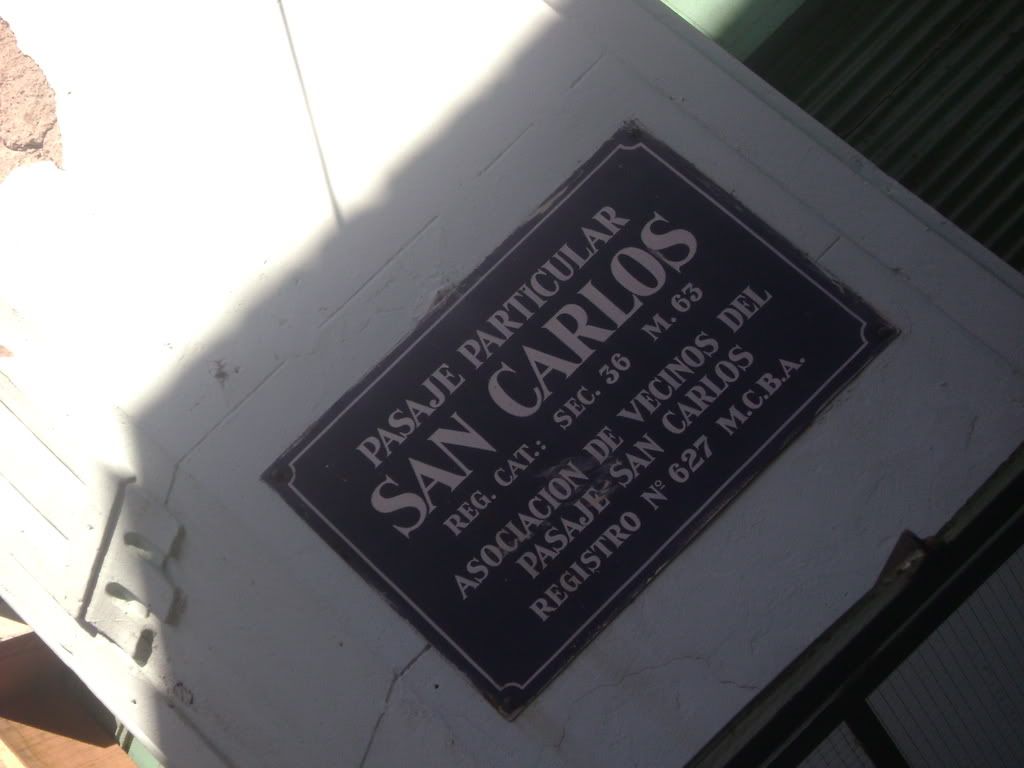 PASAJE PARTICULAR
SAN CARLOS
REG. CAT.: SEC. 36 M. 63
ASOCIACION DE VECINOS DEL
PASAJE SAN CARLOS
REGISTRO Nº 627 M.C.B.A.